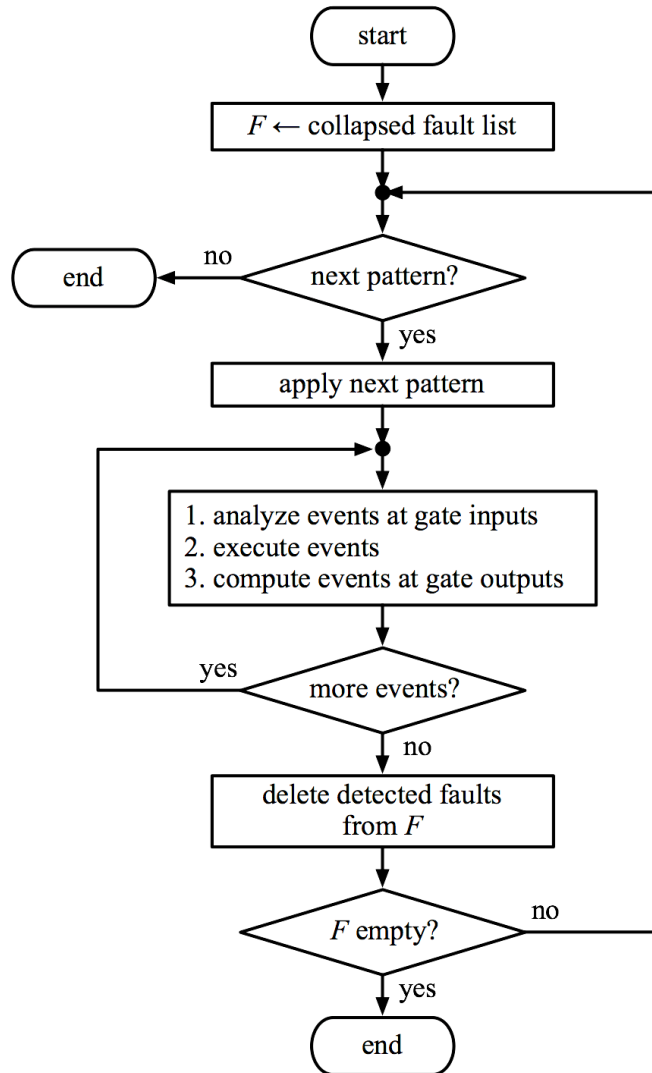 start
F ← collapsed fault list
no
end
next pattern?
yes
apply next pattern
1. analyze events at gate inputs
2. execute events
3. compute events at gate outputs
yes
more events?
no
delete detected faults
from F
F empty?
no
yes
end